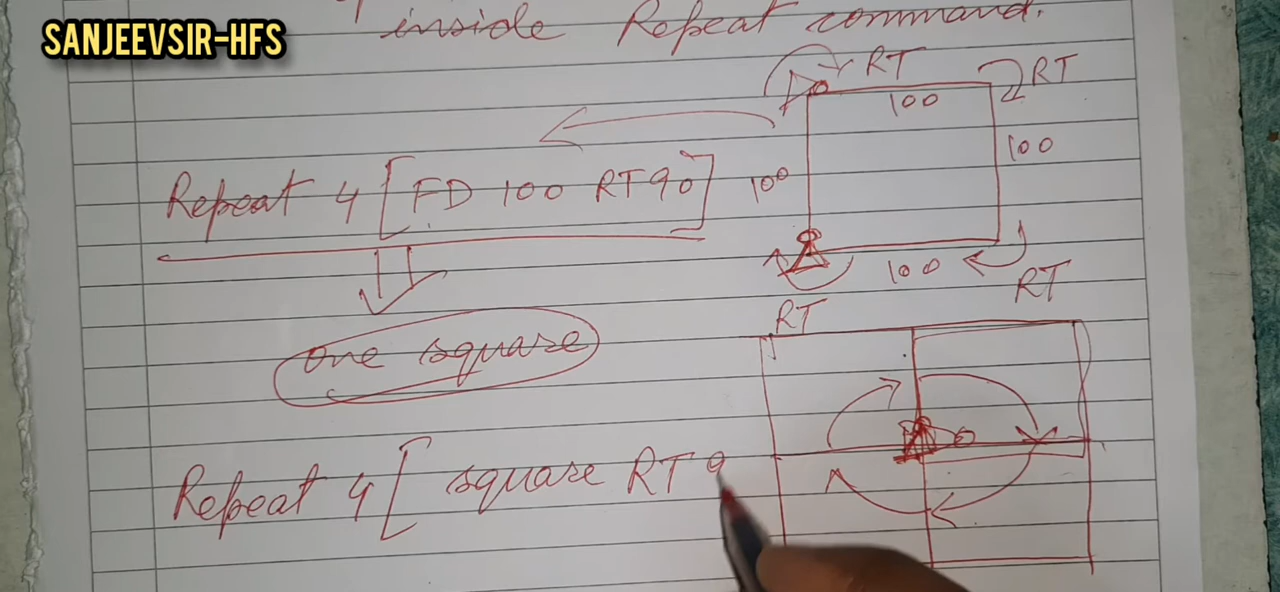 SANJEEVSIR-HFS
inside Repeat command.
RT
RT
100
100
Repeat 4 [FD 100 RT90]
100
100
RT
RT
one square
Repeat 4 [ square RT 9